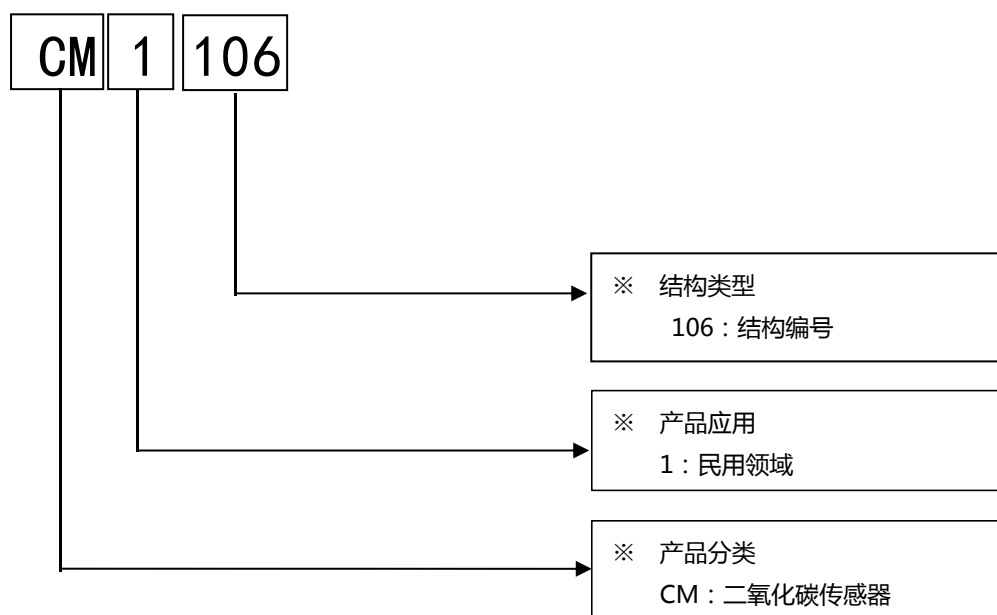 CM 1 106
※ 结构类型
106：结构编号
※ 产品应用
1：民用领域
※ 产品分类
CM：二氧化碳传感器